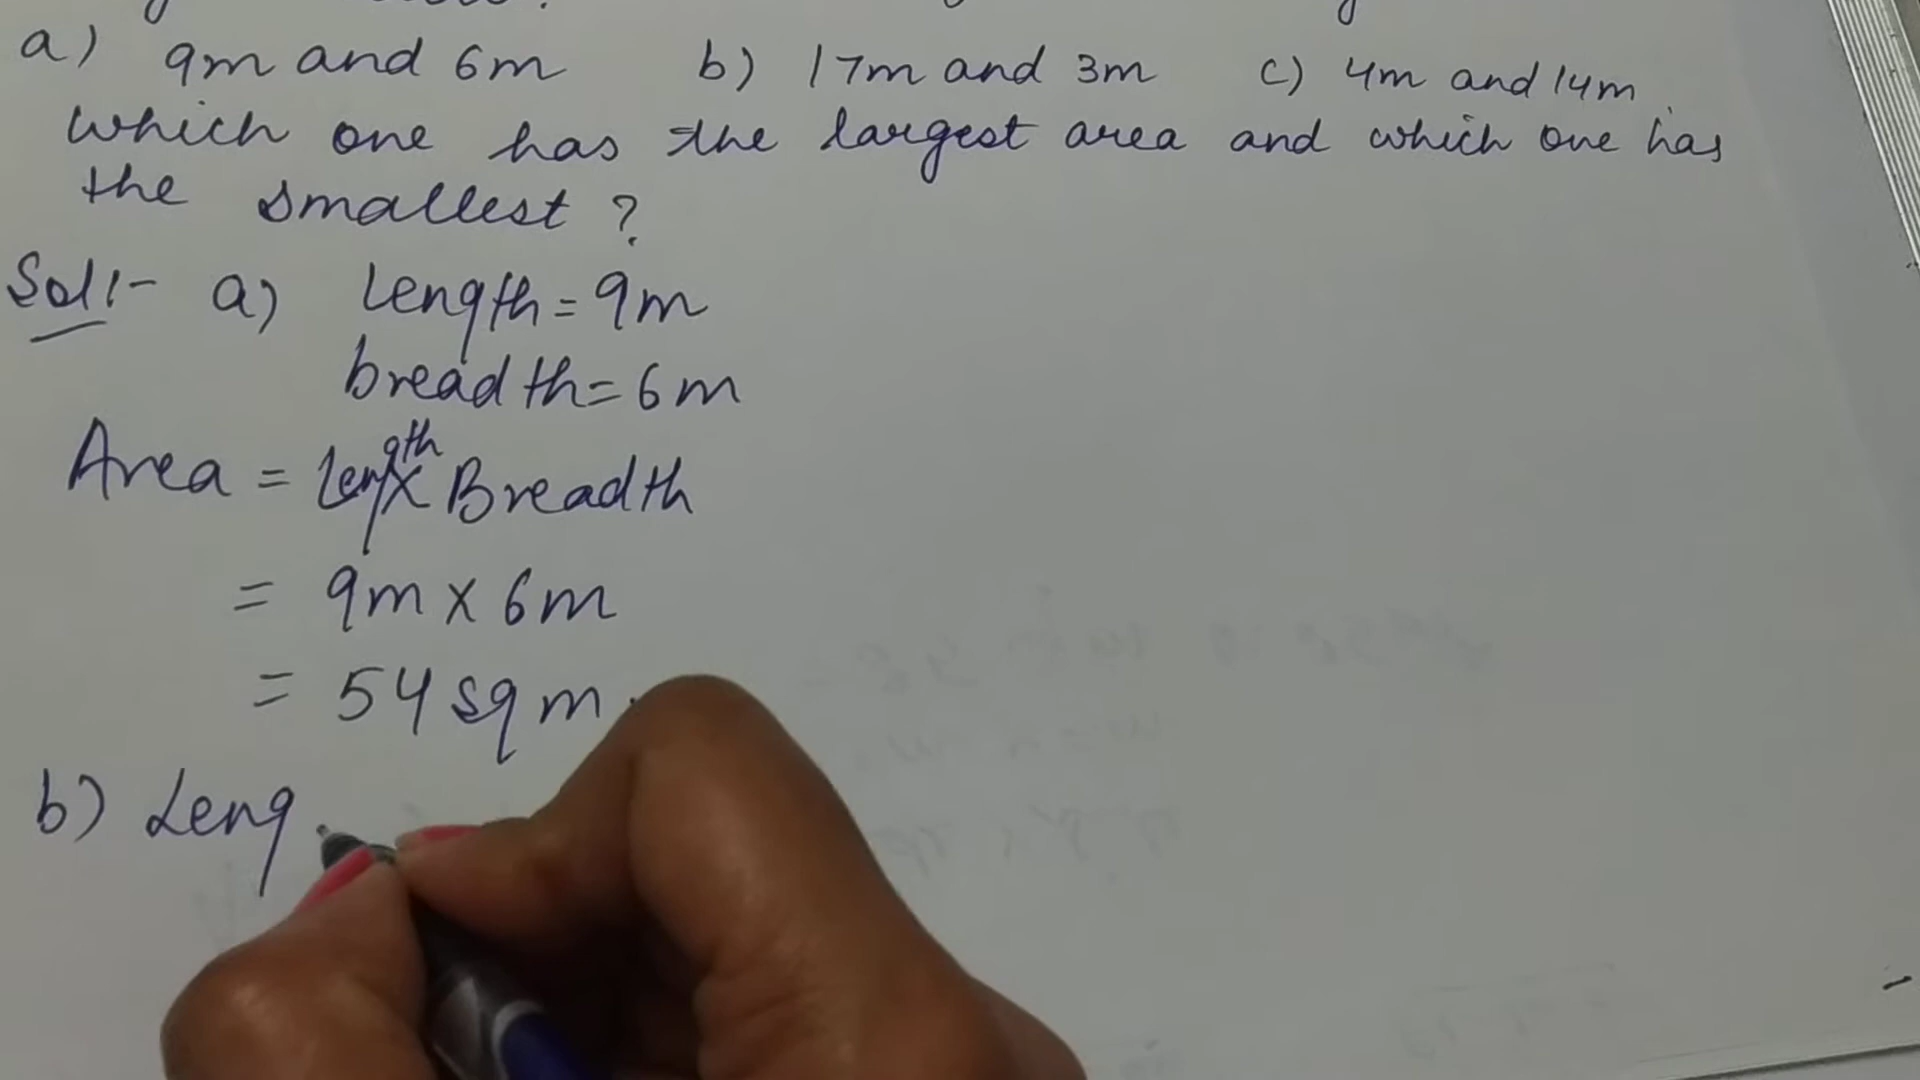 a) 9m and 6m b) 17m and 3m c) 4m and 14m.
Which one has the largest area and which one has
the smallest?
Sol:- a) Length = 9m
breadth = 6m
Area = Length x Breadth
= 9m x 6m
= 54 sq m.
b) Leng